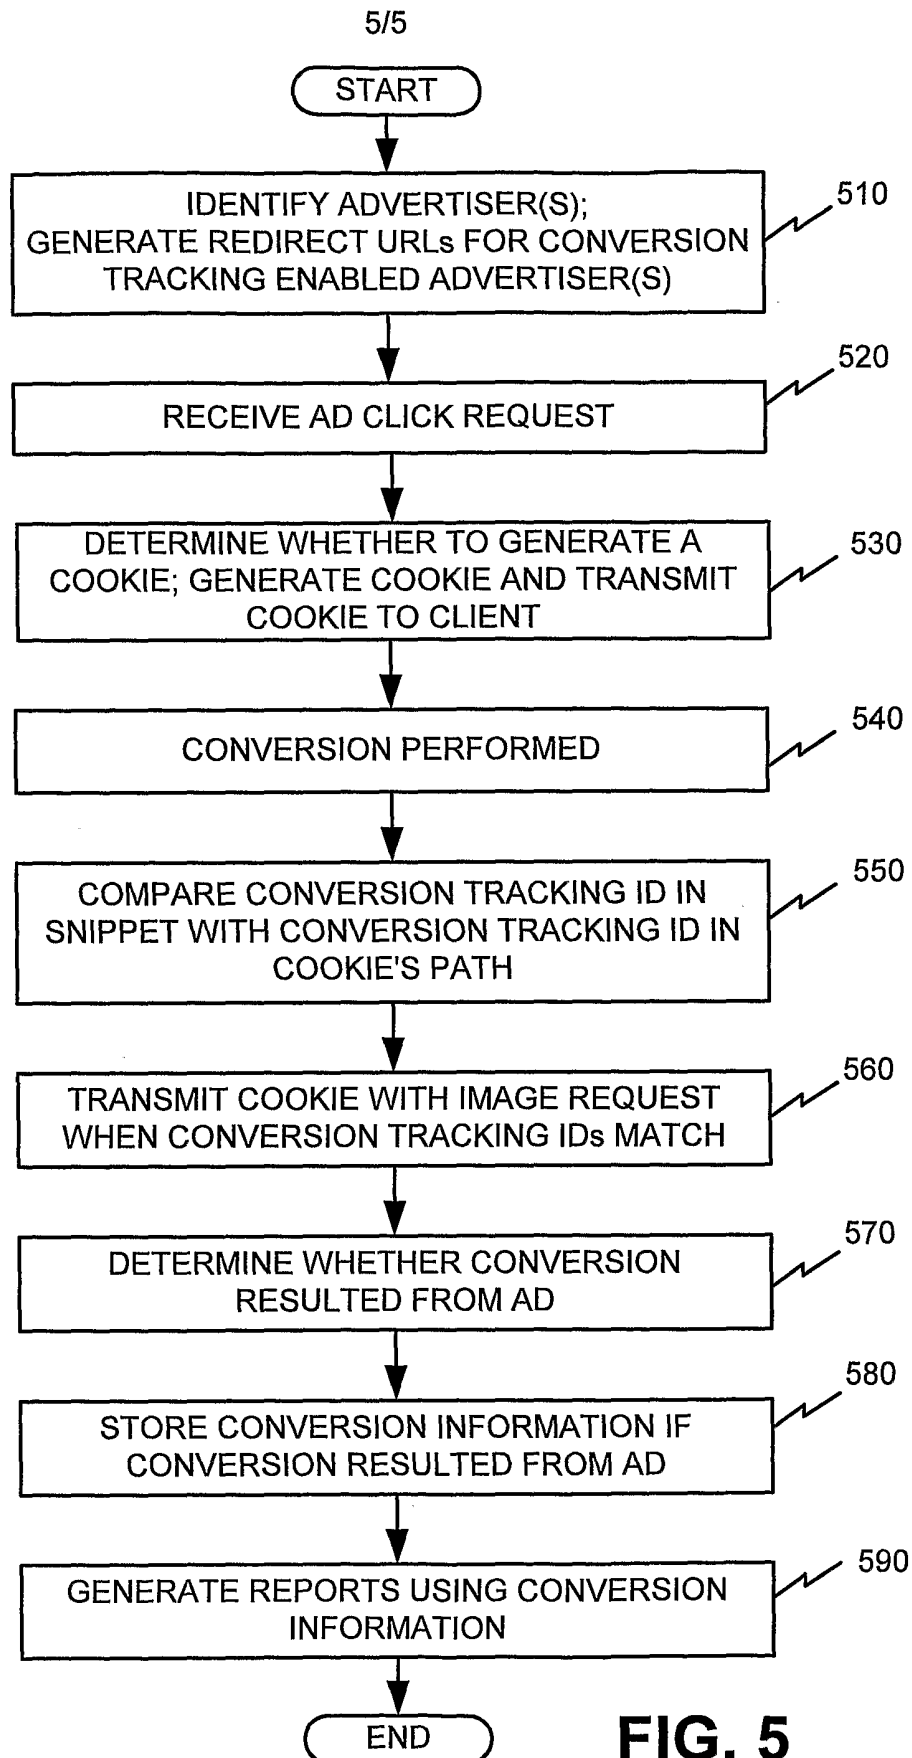 5/5
START
IDENTIFY ADVERTISER(S);
GENERATE REDIRECT URLs FOR CONVERSION
TRACKING ENABLED ADVERTISER(S)
510
RECEIVE AD CLICK REQUEST
520
DETERMINE WHETHER TO GENERATE A
COOKIE; GENERATE COOKIE AND TRANSMIT
COOKIE TO CLIENT
530
CONVERSION PERFORMED
540
COMPARE CONVERSION TRACKING ID IN
SNIPPET WITH CONVERSION TRACKING ID IN
COOKIE'S PATH
550
TRANSMIT COOKIE WITH IMAGE REQUEST
WHEN CONVERSION TRACKING IDs MATCH
560
DETERMINE WHETHER CONVERSION
RESULTED FROM AD
570
STORE CONVERSION INFORMATION IF
CONVERSION RESULTED FROM AD
580
GENERATE REPORTS USING CONVERSION
INFORMATION
590
END
FIG. 5